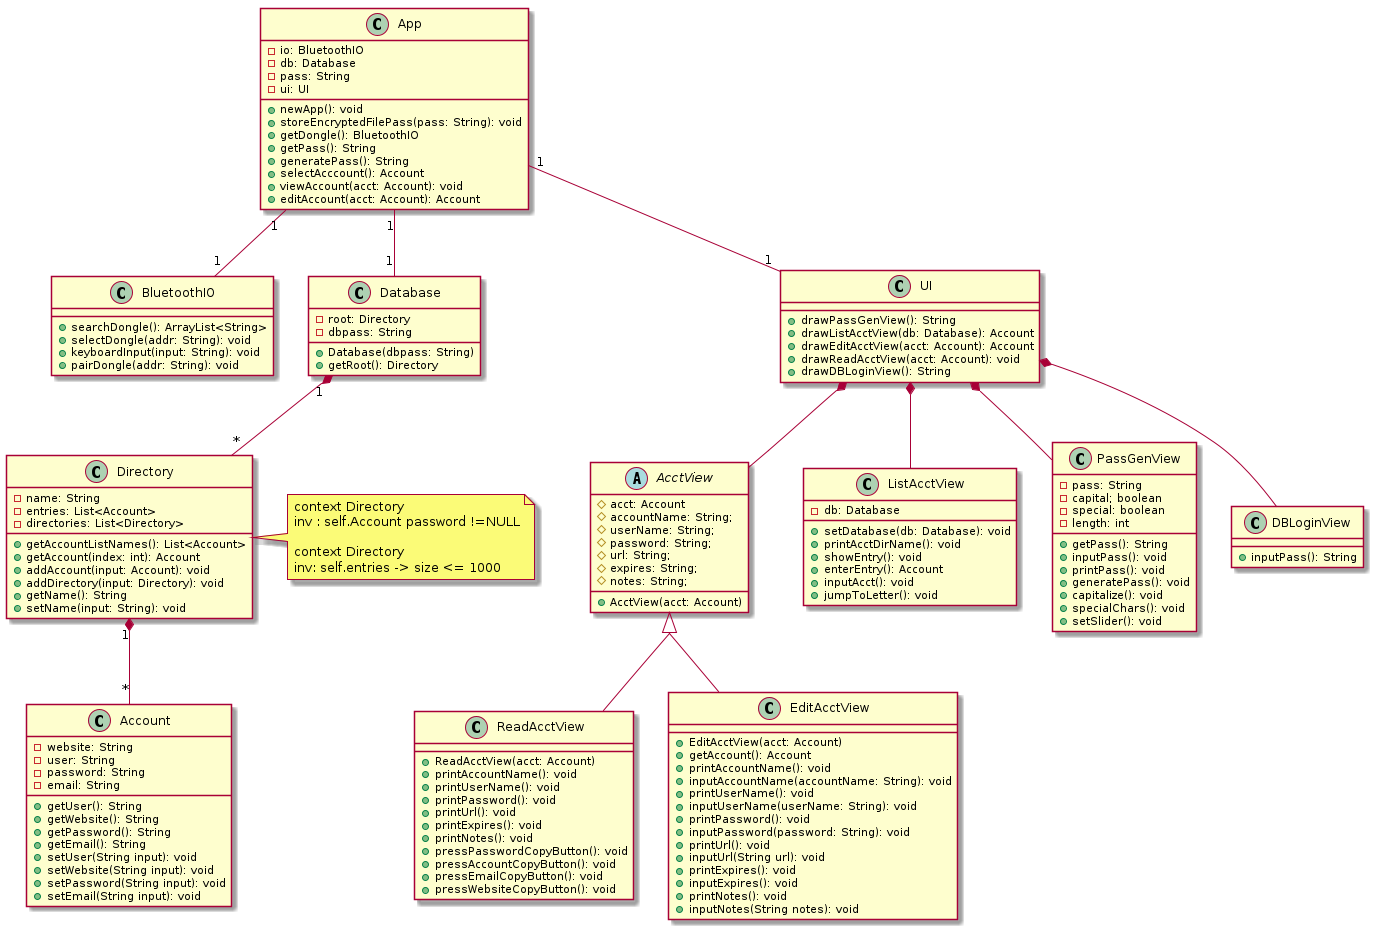 C App
io: BluetoothIO
db: Database
pass: String
ui: UI
newApp(): void
storeEncryptedFilePass(pass: String): void
getDongle(): BluetoothIO
getPass(): String
generatePass(): String
selectAcccount(): Account
viewAccount(acct: Account): void
editAccount(acct: Account): Account
1
1
1
1
1
1
C BluetoothIO
searchDongle(): ArrayList<String>
selectDongle(addr: String): void
keyboardInput(input: String): void
pairDongle(addr: String): void
C Database
root: Directory
dbpass: String
Database(dbpass: String)
getRoot(): Directory
C UI
drawPassGenView(): String
drawListAcctView(db: Database): Account
drawEditAcctView(acct: Account): Account
drawReadAcctView(acct: Account): void
drawDBLoginView(): String
1
*
C Directory
name: String
entries: List<Account>
directories: List<Directory>
getAccountListNames(): List<Account>
getAccount(index: int): Account
addAccount(input: Account): void
addDirectory(input: Directory): void
getName(): String
setName(input: String): void
context Directory
inv : self.Account password !=NULL
context Directory
inv: self.entries -> size <= 1000
A AcctView
acct: Account
accountName: String;
userName: String;
password: String;
url: String;
expires: String;
notes: String;
AcctView(acct: Account)
C ListAcctView
db: Database
setDatabase(db: Database): void
printAcctDirName(): void
showEntry(): void
enterEntry(): Account
inputAcct(): void
jumpToLetter(): void
C PassGenView
pass: String
capital; boolean
special: boolean
length: int
getPass(): String
inputPass(): void
printPass(): void
generatePass(): void
capitalize(): void
specialChars(): void
setSlider(): void
C DBLoginView
inputPass(): String
1
*
C Account
website: String
user: String
password: String
email: String
getUser(): String
getWebsite(): String
getPassword(): String
getEmail(): String
setUser(String input): void
setWebsite(String input): void
setPassword(String input): void
setEmail(String input): void
C ReadAcctView
ReadAcctView(acct: Account)
printAccountName(): void
printUserName(): void
printPassword(): void
printUrl(): void
printExpires(): void
printNotes(): void
pressPasswordCopyButton(): void
pressAccountCopyButton(): void
pressEmailCopyButton(): void
pressWebsiteCopyButton(): void
C EditAcctView
EditAcctView(acct: Account)
getAccount(): Account
printAccountName(): void
inputAccountName(accountName: String): void
printUserName(): void
inputUserName(userName: String): void
printPassword(): void
inputPassword(password: String): void
printUrl(): void
inputUrl(String url): void
printExpires(): void
inputExpires(): void
printNotes(): void
inputNotes(String notes): void